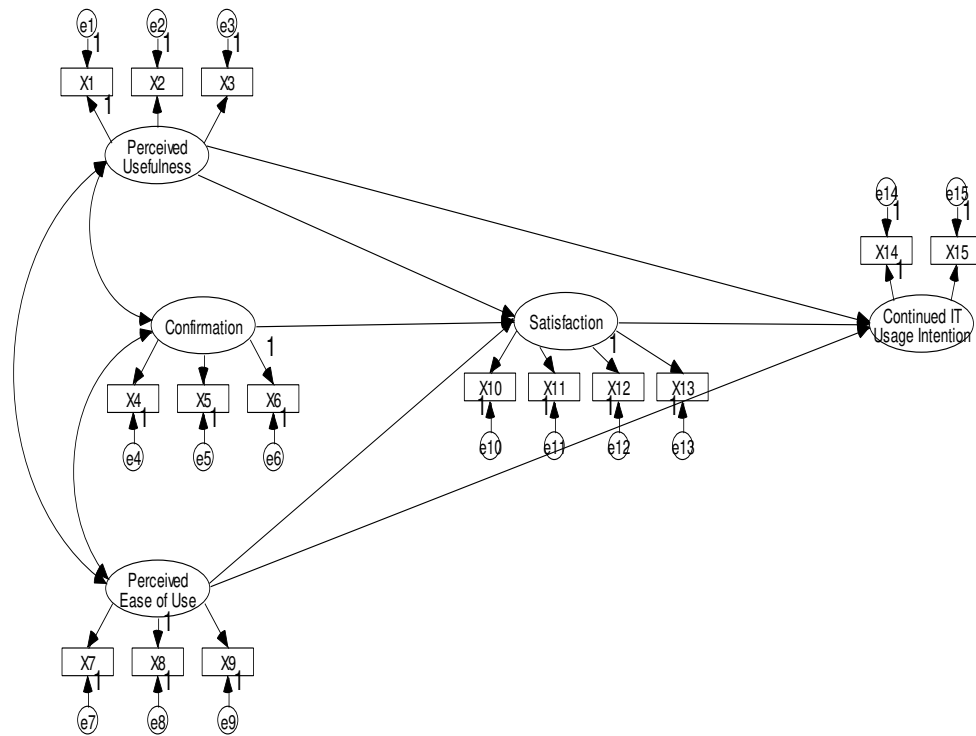 e1 e2 e3
1 1 1
X1 X2 X3
1
Perceived
Usefulness
e14 e15
1 1
X14 X15
1
Continued IT
Usage Intention
Confirmation
Satisfaction
1
1
X4 X5 X6
1 1 1
e4 e5 e6
X10 X11 X12 X13
1 1 1 1
e10 e11 e12 e13
Perceived
Ease of Use
1
X7 X8 X9
1 1 1
e7 e8 e9